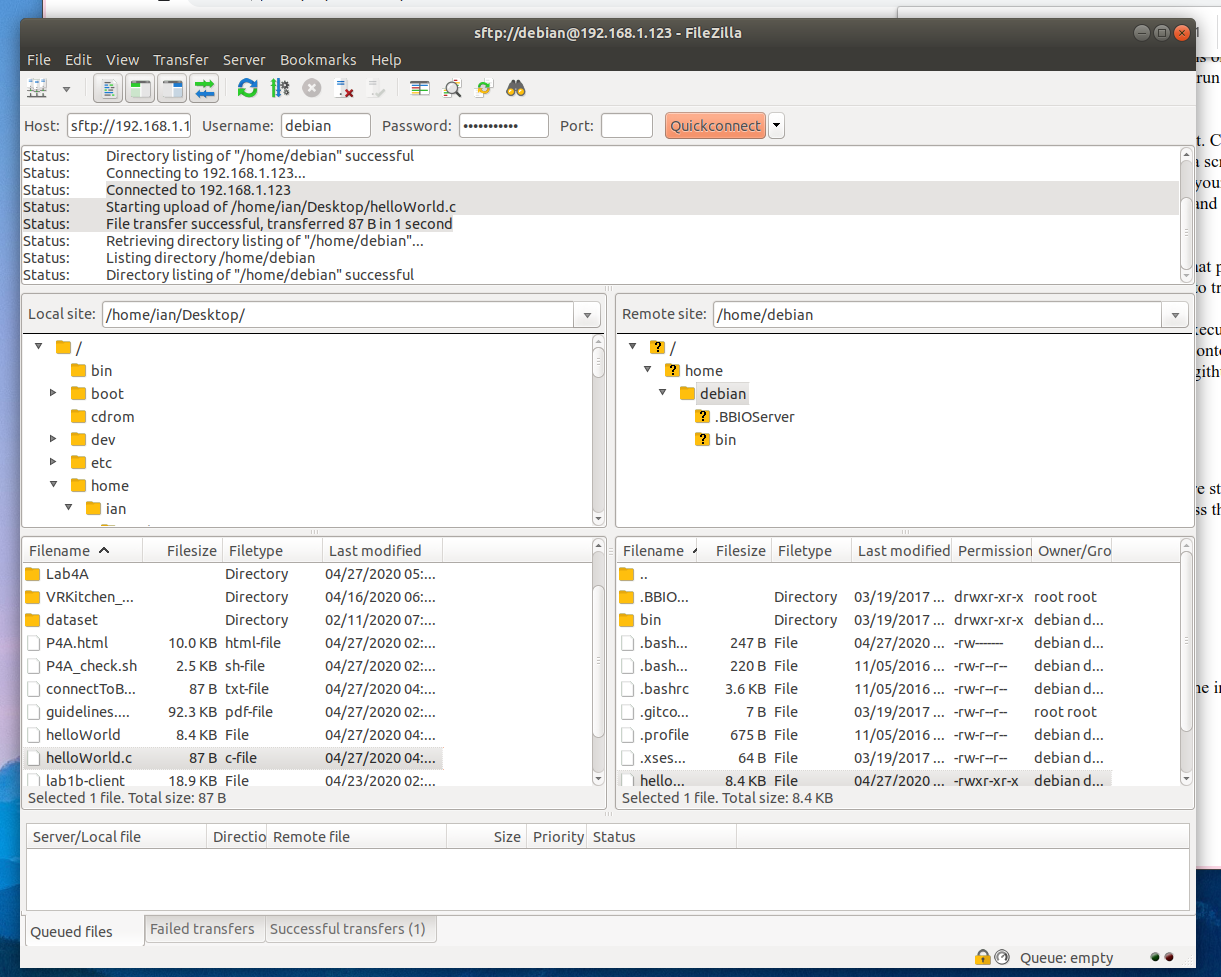 sftp://debian@192.168.1.123 - FileZilla
File Edit View Transfer Server Bookmarks Help
Host: sftp://192.168.1.1 Username: debian Password: ••••••••••• Port: Quickconnect
Status: Directory listing of "/home/debian" successful
Status: Connecting to 192.168.1.123...
Status: Connected to 192.168.1.123
Status: Starting upload of /home/ian/Desktop/helloWorld.c
Status: File transfer successful, transferred 87 B in 1 second
Status: Retrieving directory listing of "/home/debian"...
Status: Listing directory /home/debian
Status: Directory listing of "/home/debian" successful
Local site: /home/ian/Desktop/
/
bin
boot
cdrom
dev
etc
home
ian
Remote site: /home/debian
? /
? home
debian
? .BBIOServer
? bin
Filename Filesize Filetype Last modified
Lab4A Directory 04/27/2020 05:...
VRKitchen_... Directory 04/16/2020 06:...
dataset Directory 02/11/2020 07:...
P4A.html 10.0 KB html-file 04/27/2020 02:...
P4A_check.sh 2.5 KB sh-file 04/27/2020 02:...
connectToB... 87 B txt-file 04/27/2020 04:...
guidelines.... 92.3 KB pdf-file 04/27/2020 02:...
helloWorld 8.4 KB File 04/27/2020 04:...
helloWorld.c 87 B c-file 04/27/2020 04:...
lab1b-client 18.9 KB File 04/23/2020 02:...
Selected 1 file. Total size: 87 B
Filename Filesize Filetype Last modified Permission Owner/Gro
..
.BBIO... Directory 03/19/2017 ... drwxr-xr-x root root
bin Directory 03/19/2017 ... drwxr-xr-x debian d...
.bash... 247 B File 04/27/2020 ... -rw------- debian d...
.bash... 220 B File 11/05/2016 ... -rw-r--r-- debian d...
.bashrc 3.6 KB File 11/05/2016 ... -rw-r--r-- debian d...
.gitco... 7 B File 03/19/2017 ... -rw-r--r-- root root
.profile 675 B File 11/05/2016 ... -rw-r--r-- debian d...
.xses... 64 B File 03/19/2017 ... -rw-r--r-- debian d...
hello... 8.4 KB File 04/27/2020 ... -rwxr-xr-x debian d...
Selected 1 file. Total size: 8.4 KB
Server/Local file Directio Remote file Size Priority Status
Queued files Failed transfers Successful transfers (1)
Queue: empty
run
t. C
a scr
your
and
hat p
to tr
xecu
onto
gith
e st
ss th
ne in